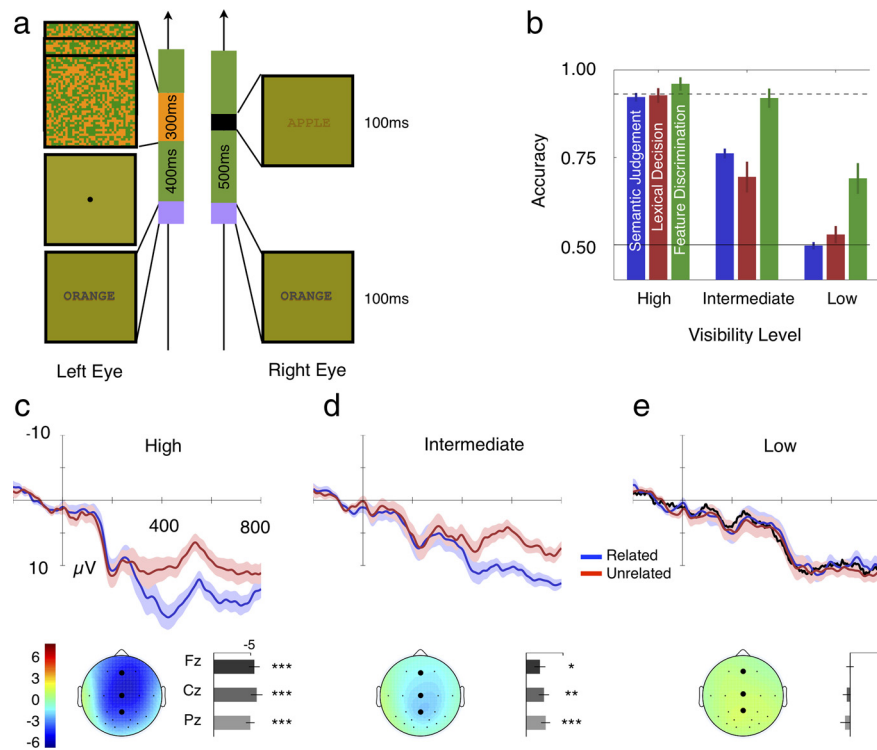 a
ORANGE
Left Eye
300ms
400ms
500ms
APPLE
100ms
ORANGE
100ms
Right Eye
b
Accuracy
1.00
0.75
0.50
Semantic Judgement
Lexical Decision
Feature Discrimination
High
Intermediate
Low
Visibility Level
c
-10
High
400
800
10
µV
6
3
0
-3
-6
-5
Fz
***
Cz
***
Pz
***
d
Intermediate
*
**
***
e
Low
Related
Unrelated